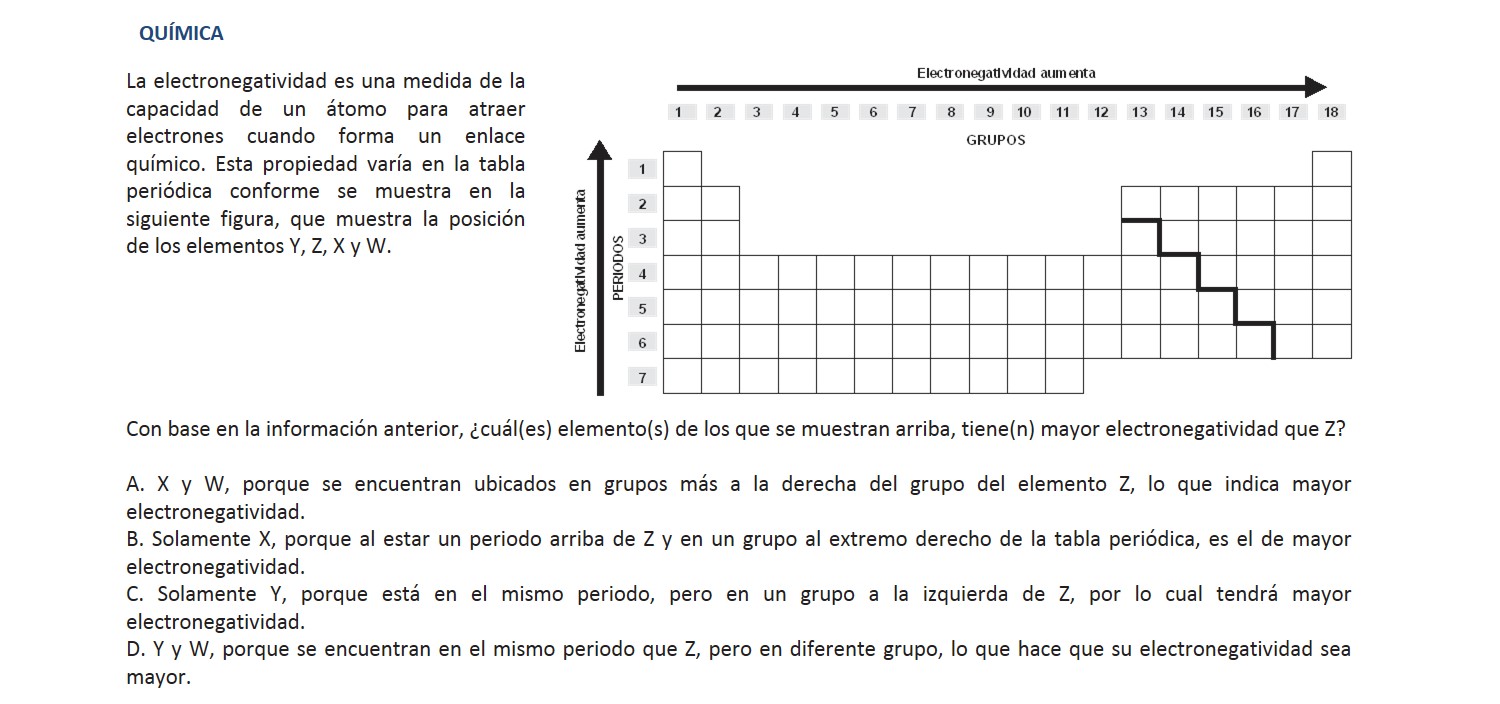 QUÍMICA
La electronegatividad es una medida de la
capacidad de un átomo para atraer
electrones cuando forma un enlace
químico. Esta propiedad varía en la tabla
periódica conforme se muestra en la
siguiente figura, que muestra la posición
de los elementos Y, Z, X y W.
Electronegatividad aumenta
1 2 3 4 5 6 7 8 9 10 11 12 13 14 15 16 17 18
GRUPOS
Electronegatividad aumenta
PERIODOS
1
2
3
4
5
6
7
Con base en la información anterior, ¿cuál(es) elemento(s) de los que se muestran arriba, tiene(n) mayor electronegatividad que Z?
A. X y W, porque se encuentran ubicados en grupos más a la derecha del grupo del elemento Z, lo que indica mayor
electronegatividad.
B. Solamente X, porque al estar un periodo arriba de Z y en un grupo al extremo derecho de la tabla periódica, es el de mayor
electronegatividad.
C. Solamente Y, porque está en el mismo periodo, pero en un grupo a la izquierda de Z, por lo cual tendrá mayor
electronegatividad.
D. Y y W, porque se encuentran en el mismo periodo que Z, pero en diferente grupo, lo que hace que su electronegatividad sea
mayor.